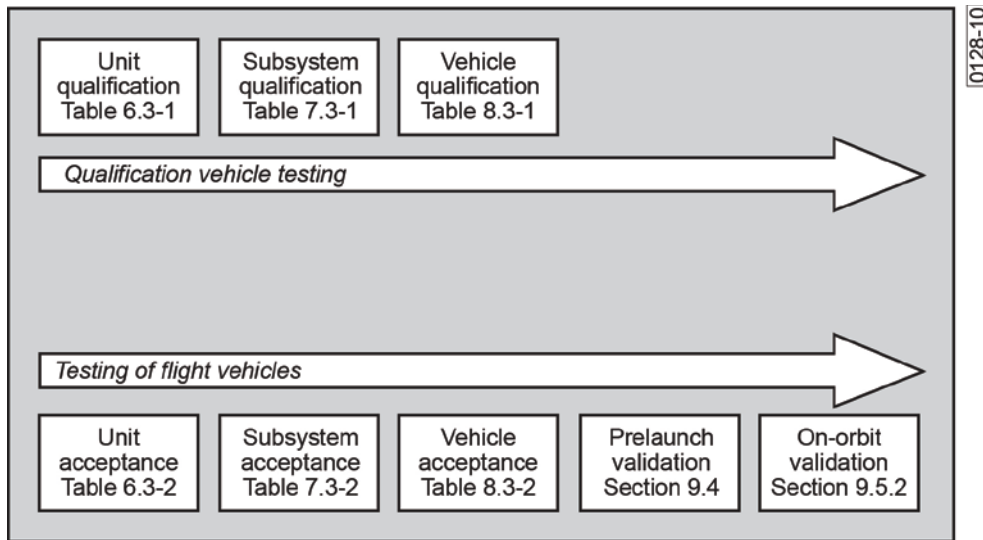 Unit
qualification
Table 6.3-1
Subsystem
qualification
Table 7.3-1
Vehicle
qualification
Table 8.3-1
Qualification vehicle testing
Testing of flight vehicles
Unit
acceptance
Table 6.3-2
Subsystem
acceptance
Table 7.3-2
Vehicle
acceptance
Table 8.3-2
Prelaunch
validation
Section 9.4
On-orbit
validation
Section 9.5.2
0128-10